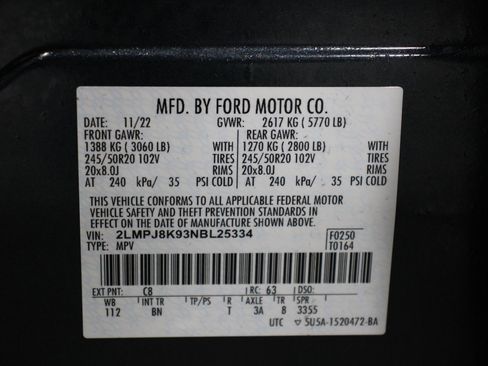 MFD. BY FORD MOTOR CO.
DATE: 11/22 GVWR: 2617 KG ( 5770 LB)
FRONT GAWR: REAR GAWR:
1388 KG ( 3060 LB) WITH 1270 KG ( 2800 LB) WITH
245/50R20 102V TIRES 245/50R20 102V TIRES
20x8.0J RIMS 20x8.0J RIMS
AT 240 kPa/ 35 PSI COLD AT 240 kPa/ 35 PSI COLD
THIS VEHICLE CONFORMS TO ALL APPLICABLE FEDERAL MOTOR
VEHICLE SAFETY AND THEFT PREVENTION STANDARDS IN
EFFECT ON THE DATE OF MANUFACTURE SHOWN ABOVE.
VIN: 2LMPJ8K93NBL25334 F0250
TYPE: MPV T0164
EXT PNT: C8 RC: 63 DSO:
WB INT TR TP/PS R AXLE TR SPR
112 BN T 3A 8 3355
UTC 5U5A-1520472-BA